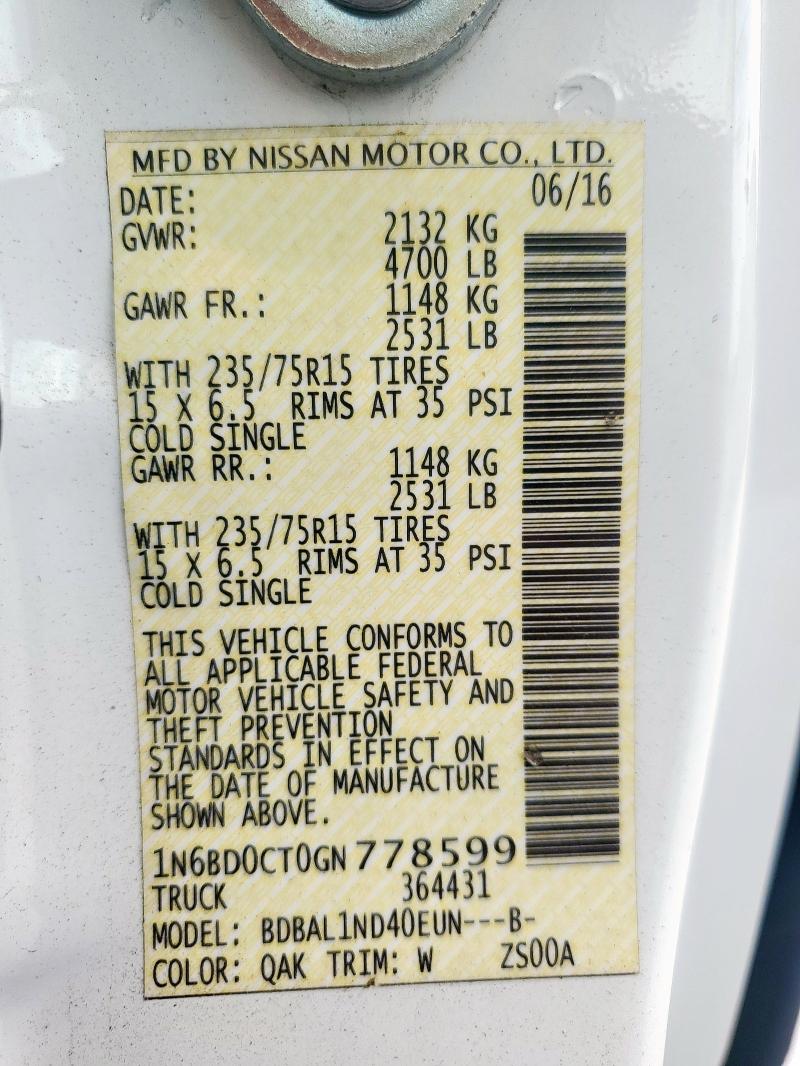 MFD BY NISSAN MOTOR CO., LTD.
DATE: 06/16
GVWR: 2132 KG
4700 LB
GAWR FR.: 1148 KG
2531 LB
WITH 235/75R15 TIRES
15 X 6.5 RIMS AT 35 PSI
COLD SINGLE
GAWR RR.: 1148 KG
2531 LB
WITH 235/75R15 TIRES
15 X 6.5 RIMS AT 35 PSI
COLD SINGLE
THIS VEHICLE CONFORMS TO
ALL APPLICABLE FEDERAL
MOTOR VEHICLE SAFETY AND
THEFT PREVENTION
STANDARDS IN EFFECT ON
THE DATE OF MANUFACTURE
SHOWN ABOVE.
1N6BD0CT0GN778599
TRUCK 364431
MODEL: BDBAL1ND40EUN---B-
COLOR: QAK TRIM: W ZS00A